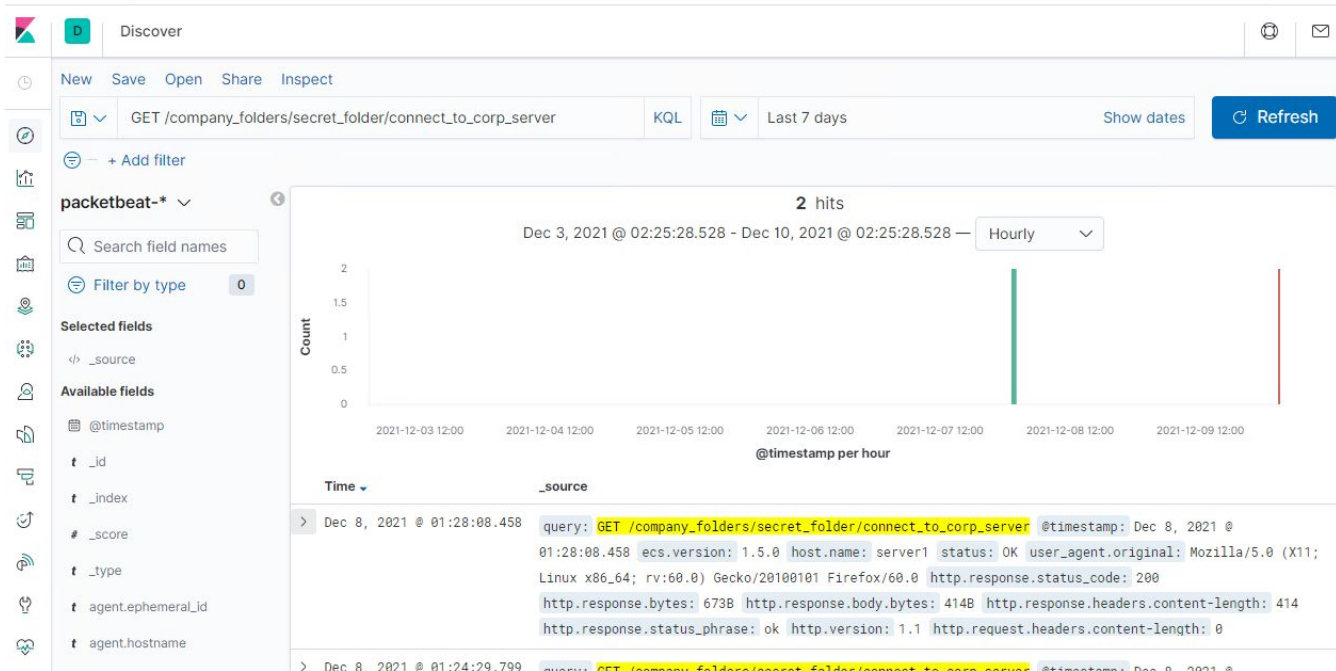 D Discover
New Save Open Share Inspect
GET /company_folders/secret_folder/connect_to_corp_server KQL Last 7 days Show dates Refresh
+ Add filter
packetbeat-*
Search field names
Filter by type 0
Selected fields
</> _source
Available fields
@timestamp
t _id
t _index
# _score
t _type
t agent.ephemeral_id
t agent.hostname
2 hits
Dec 3, 2021 @ 02:25:28.528 - Dec 10, 2021 @ 02:25:28.528 — Hourly
Count
2
1.5
1
0.5
0
2021-12-03 12:00 2021-12-04 12:00 2021-12-05 12:00 2021-12-06 12:00 2021-12-07 12:00 2021-12-08 12:00 2021-12-09 12:00
@timestamp per hour
Time _source
Dec 8, 2021 @ 01:28:08.458 query: GET /company_folders/secret_folder/connect_to_corp_server @timestamp: Dec 8, 2021 @
01:28:08.458 ecs.version: 1.5.0 host.name: server1 status: OK user_agent.original: Mozilla/5.0 (X11;
Linux x86_64; rv:60.0) Gecko/20100101 Firefox/60.0 http.response.status_code: 200
http.response.bytes: 673B http.response.body.bytes: 414B http.response.headers.content-length: 414
http.response.status_phrase: ok http.version: 1.1 http.request.headers.content-length: 0
Dec 8, 2021 @ 01:24:29.799 query: GET /company_folders/secret_folder/connect_to_corp_server @timestamp: Dec 8, 2021 @